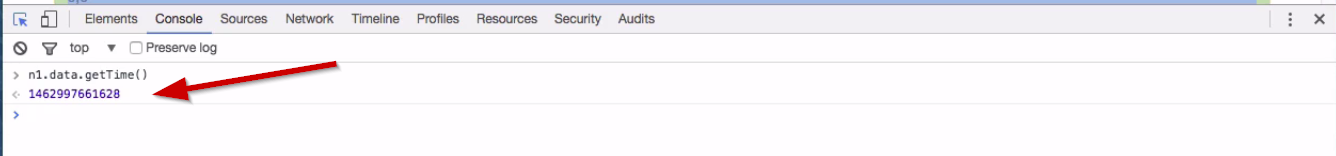 Elements Console Sources Network Timeline Profiles Resources Security Audits
top Preserve log
n1.data.getTime()
1462997661628